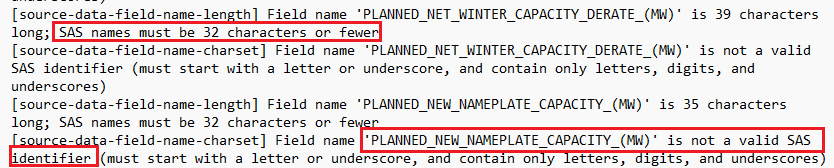 underscores)
[source-data-field-name-length] Field name 'PLANNED_NET_WINTER_CAPACITY_DERATE_(MW)' is 39 characters
long; SAS names must be 32 characters or fewer
[source-data-field-name-charset] Field name 'PLANNED_NET_WINTER_CAPACITY_DERATE_(MW)' is not a valid
SAS identifier (must start with a letter or underscore, and contain only letters, digits, and
underscores)
[source-data-field-name-length] Field name 'PLANNED_NEW_NAMEPLATE_CAPACITY_(MW)' is 35 characters
long; SAS names must be 32 characters or fewer
[source-data-field-name-charset] Field name 'PLANNED_NEW_NAMEPLATE_CAPACITY_(MW)' is not a valid SAS
identifier (must start with a letter or underscore, and contain only letters, digits, and underscores)